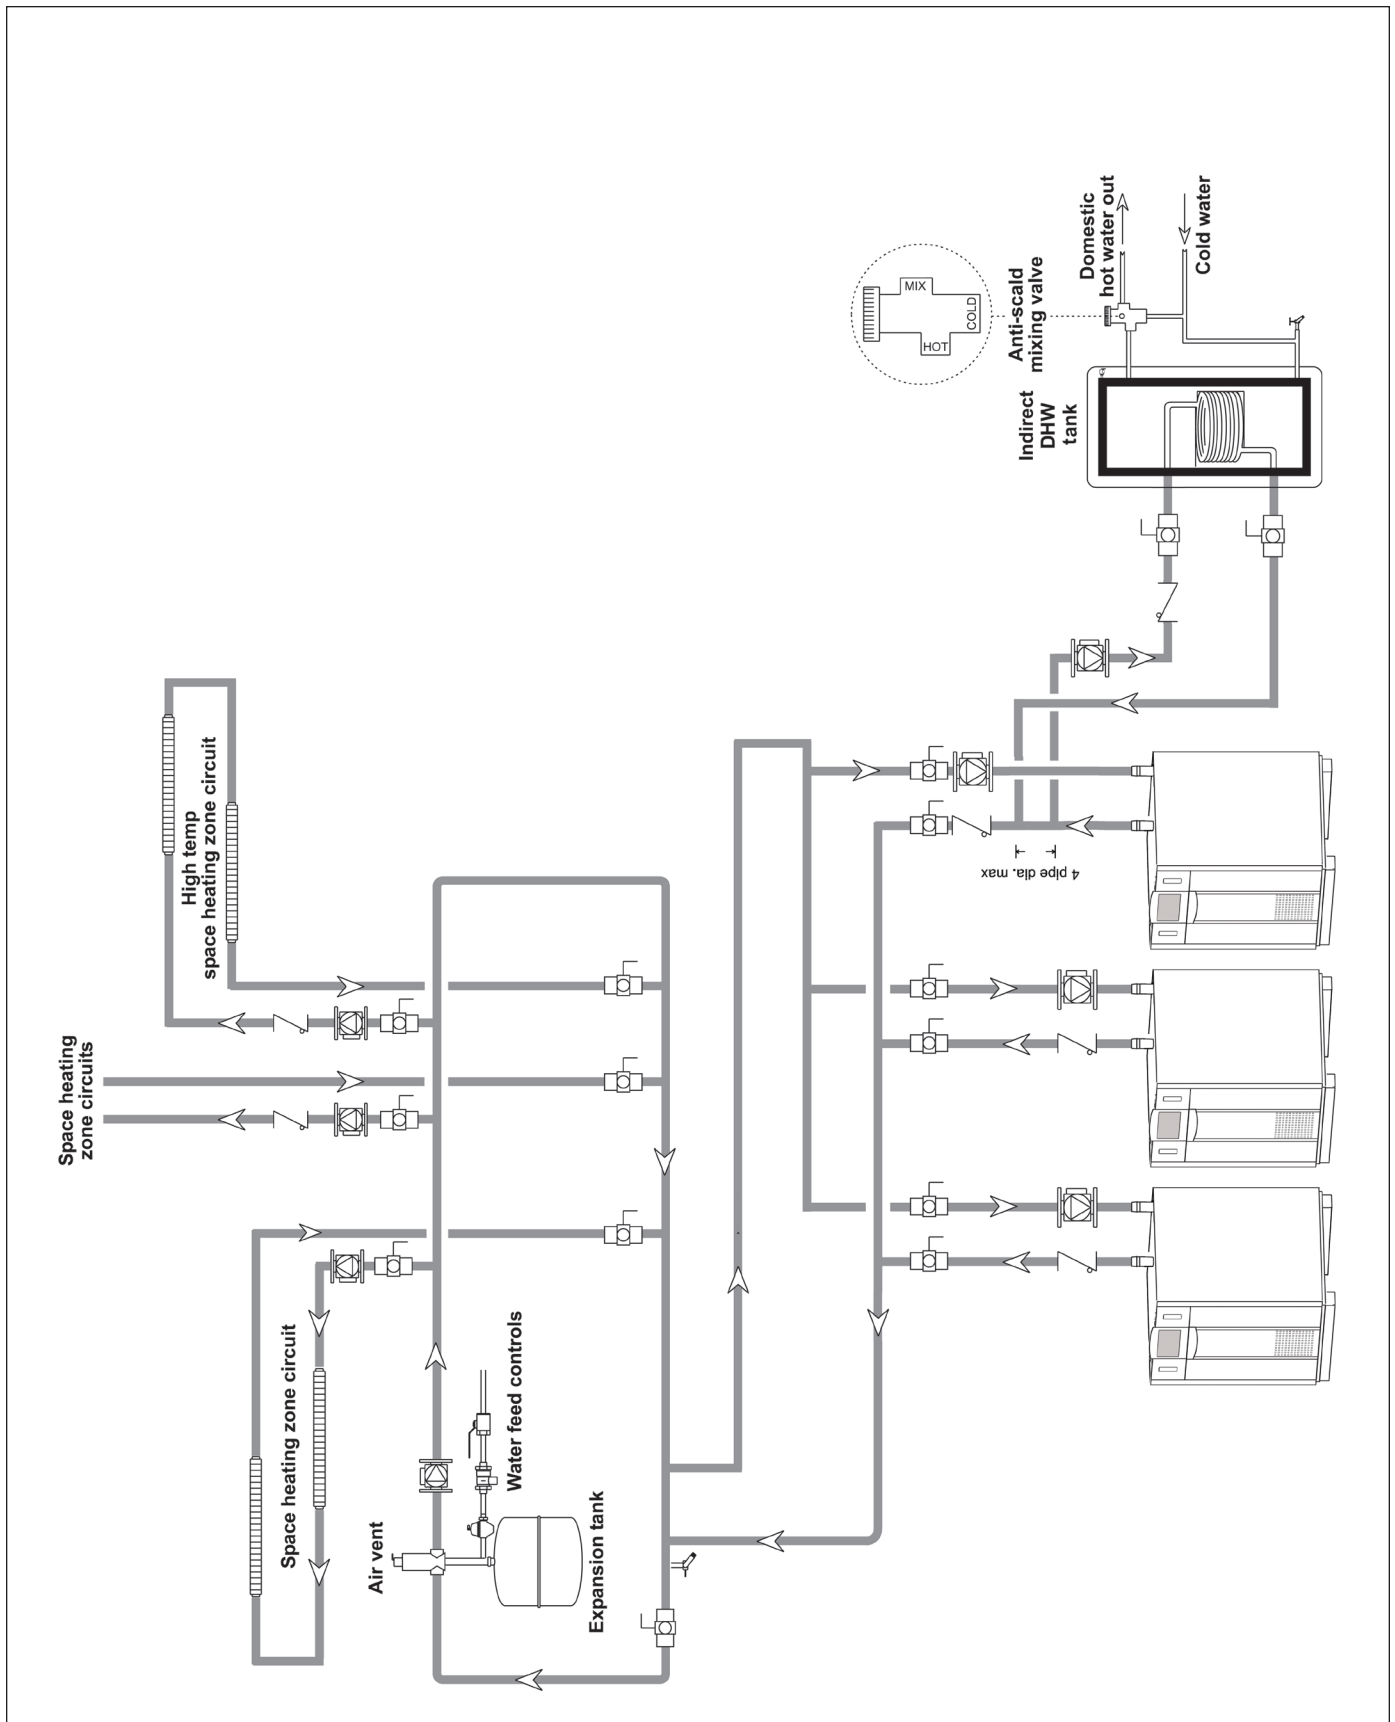 Domestic
hot water out
Cold water
MIX
COLD
HOT
Anti-scald
mixing valve
Indirect
DHW
tank
High temp
space heating zone circuit
4 pipe dia. max
Space heating
zone circuits
Space heating zone circuit
Water feed controls
Air vent
Expansion tank